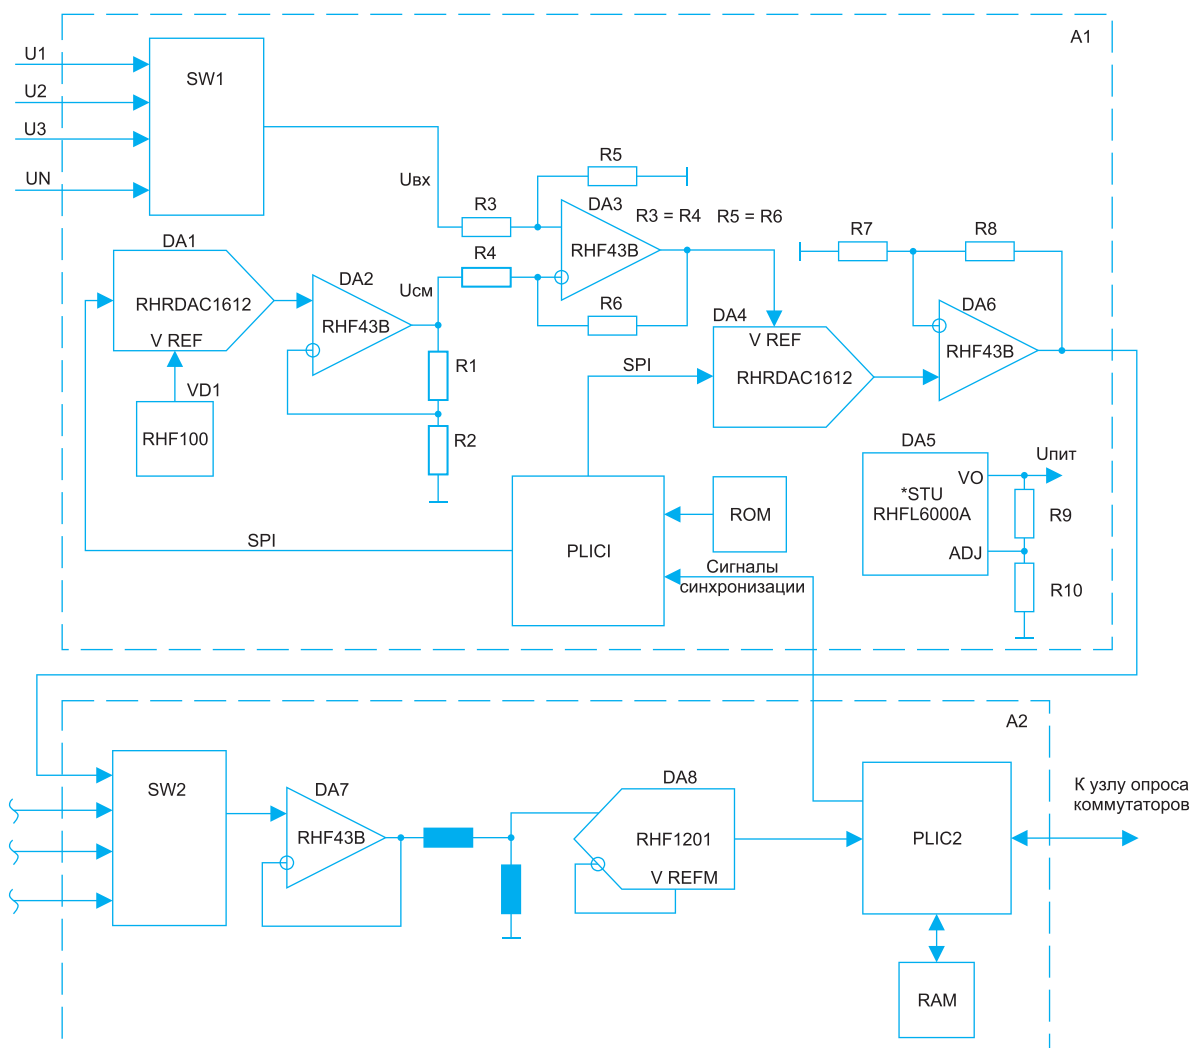 A1
U1
SW1
U2
U3
UN
Uвх
R5
R3
DA3
R3 = R4
R5 = R6
RHF43B
R4
R6
R7
R8
DA1
RHRDAC1612
V REF
DA2
Uсм
RHF43B
R1
R2
VD1
RHF100
DA4
V REF
RHRDAC1612
SPI
DA6
RHF43B
DA5
Uпит
VO
*STU
RHFL6000A
R9
ADJ
R10
SPI
PLICI
ROM
Сигналы
синхронизации
A2
SW2
DA7
RHF43B
DA8
RHF1201
V REFM
PLIC2
К узлу опроса
коммутаторов
RAM